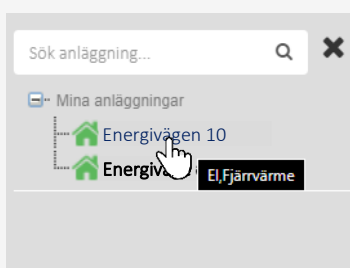 Sök anläggning...
Mina anläggningar
Energivägen 10
El,Fjärrvärme